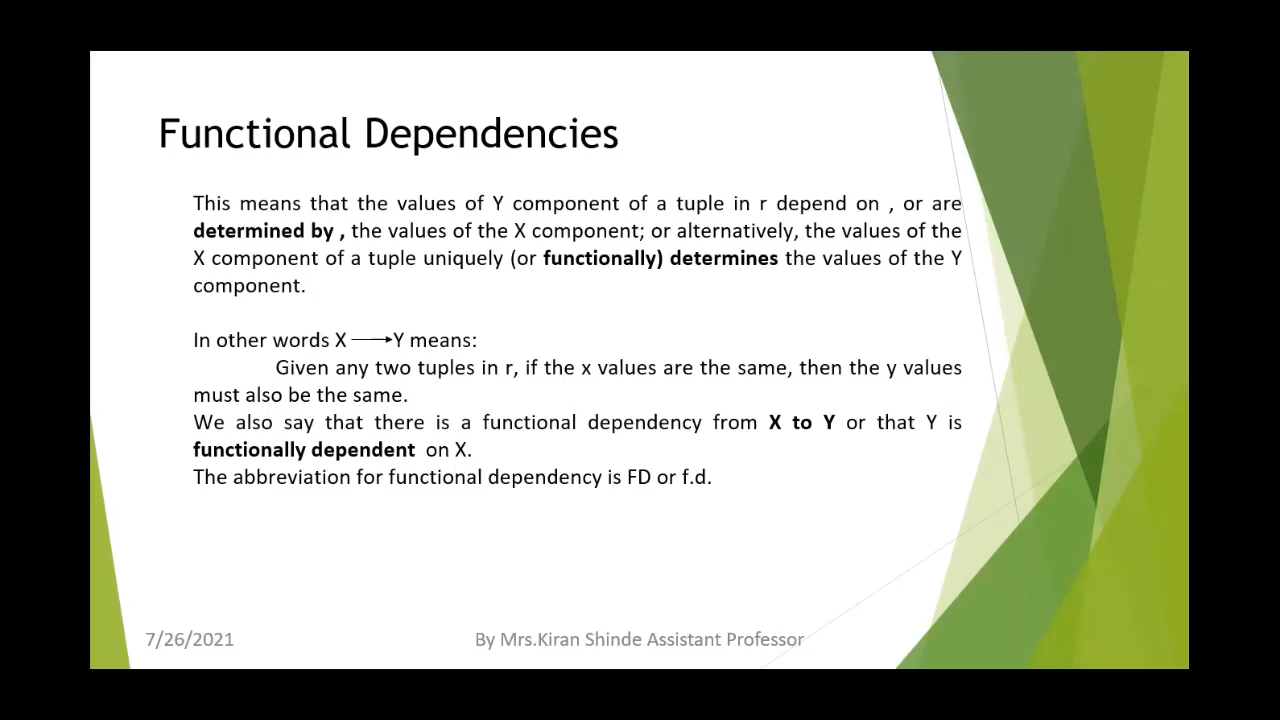 Functional Dependencies
This means that the values of Y component of a tuple in r depend on , or are
determined by , the values of the X component; or alternatively, the values of the
X component of a tuple uniquely (or functionally) determines the values of the Y
component.
In other words X ⟶Y means:
Given any two tuples in r, if the x values are the same, then the y values
must also be the same.
We also say that there is a functional dependency from X to Y or that Y is
functionally dependent on X.
The abbreviation for functional dependency is FD or f.d.
7/26/2021 By Mrs.Kiran Shinde Assistant Professor